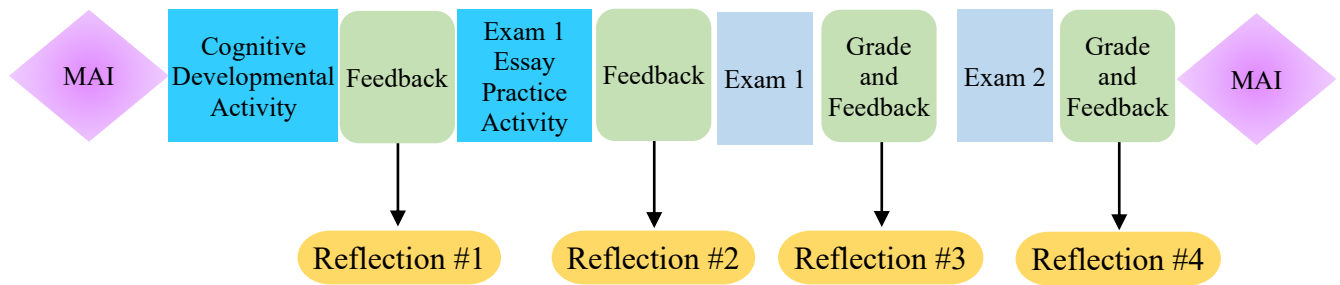 MAI
Cognitive
Developmental
Activity
Feedback
Exam 1
Essay
Practice
Activity
Feedback
Exam 1
Grade
and
Feedback
Exam 2
Grade
and
Feedback
MAI
Reflection #1
Reflection #2
Reflection #3
Reflection #4